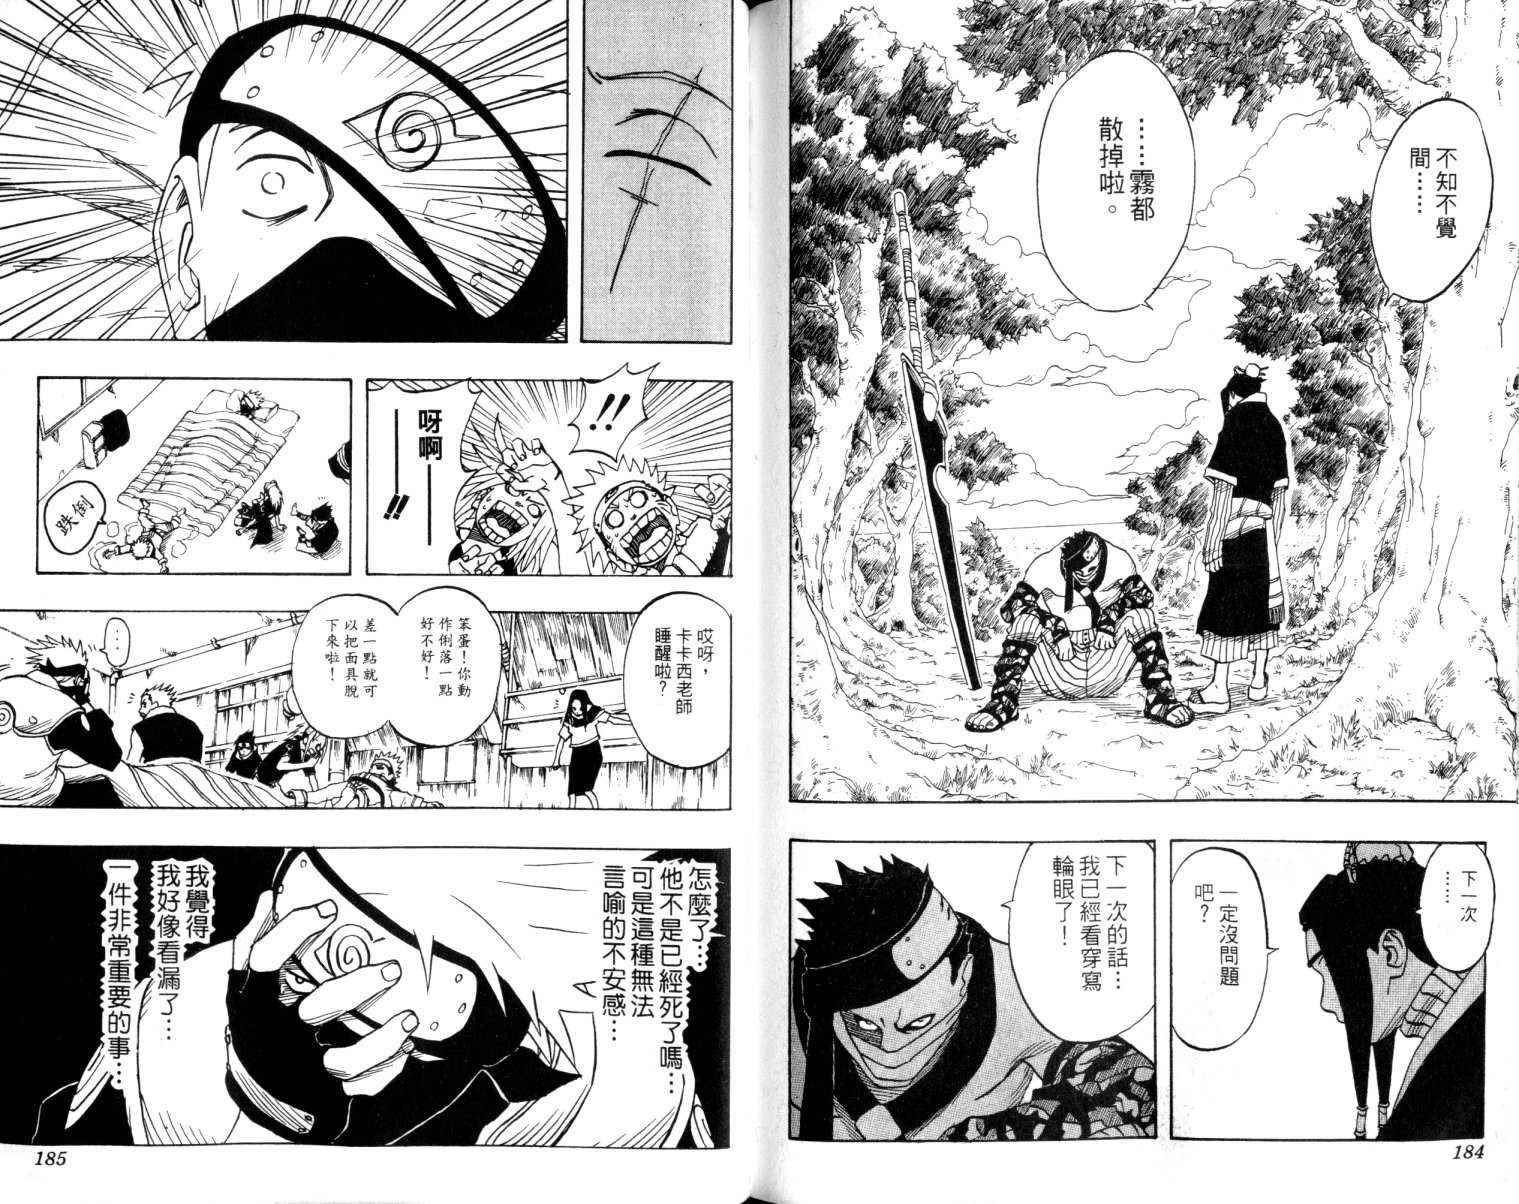 不知不覺
間……
……霧都
散掉啦。
下一次
……
一定沒問題
吧？
下一次的話…
我已經看穿寫
輪眼了！
184
!!
呀啊——!!
跌倒
哎呀，
卡卡西老師
睡醒啦？
笨蛋！你動
作俐落一點
好不好！
差一點就可
以把面具脫
下來啦！
…
怎麼了…
他不是已經死了嗎…
可是這種無法
言喻的不安感…
我覺得
我好像看漏了…
一件非常重要的事…
185